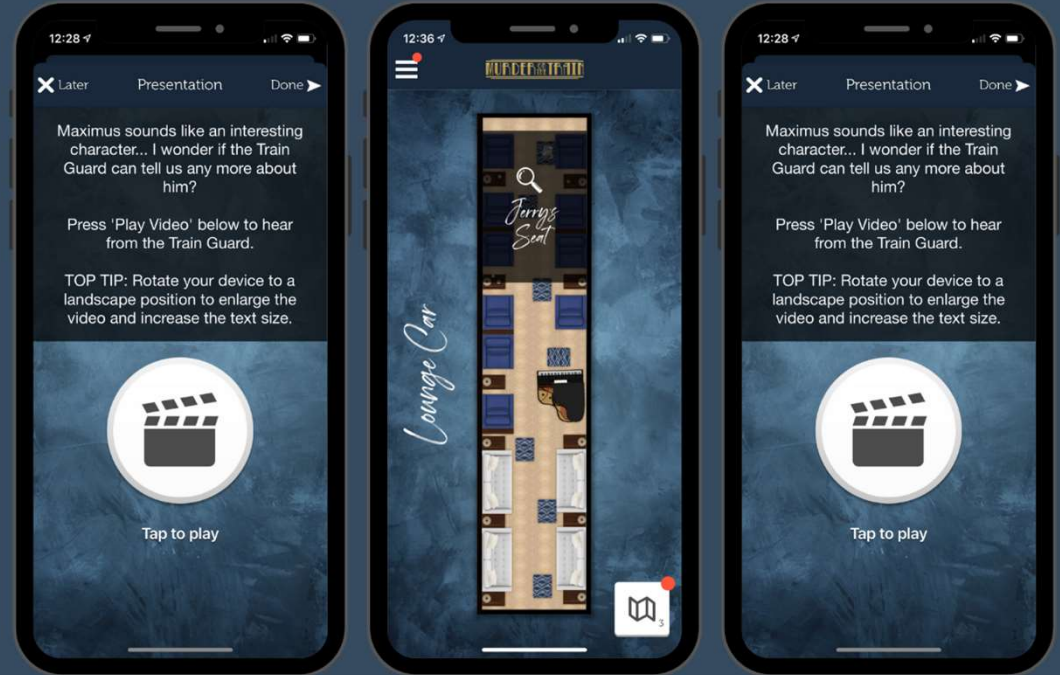 12:28
Later
Presentation
Done
Maximus sounds like an interesting
character... I wonder if the Train
Guard can tell us any more about
him?
Press 'Play Video' below to hear
from the Train Guard.
TOP TIP: Rotate your device to a
landscape position to enlarge the
video and increase the text size.
Tap to play
12:36
MURDER ON THE TRAIN
Jerry's
Seat
Lounge Car
3
12:28
Later
Presentation
Done
Maximus sounds like an interesting
character... I wonder if the Train
Guard can tell us any more about
him?
Press 'Play Video' below to hear
from the Train Guard.
TOP TIP: Rotate your device to a
landscape position to enlarge the
video and increase the text size.
Tap to play